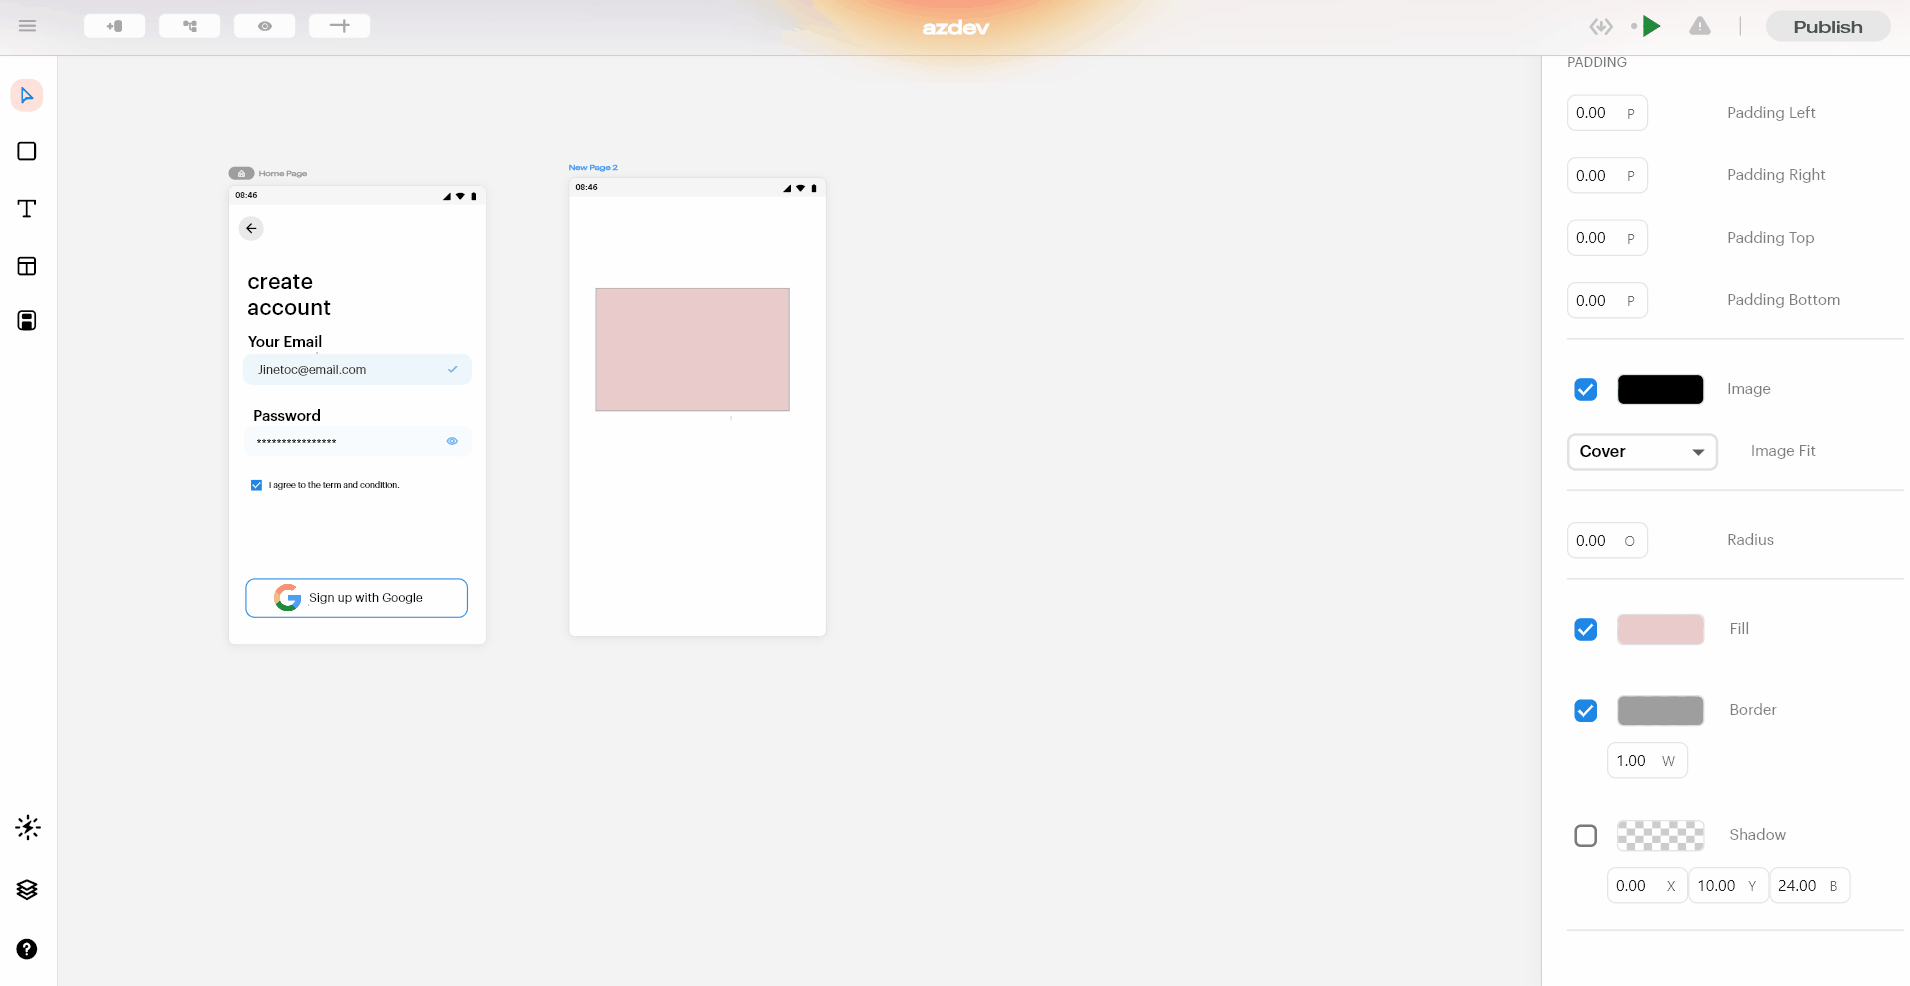 azdev
Publish
Home Page
08:46
create
account
Your Email
Jinetoc@email.com
Password
****************
I agree to the term and condition.
Sign up with Google
New Page 2
08:46
PADDING
0.00 P Padding Left
0.00 P Padding Right
0.00 P Padding Top
0.00 P Padding Bottom
Image
Cover Image Fit
0.00 O Radius
Fill
Border
1.00 W
Shadow
0.00 X 10.00 Y 24.00 B